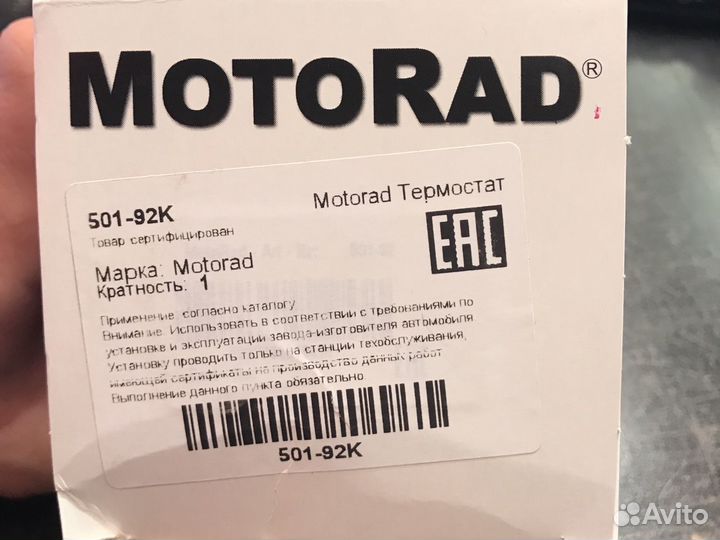 MOTORAD®
501-92K
Motorad Термостат
Товар сертифицирован
EAC
Марка: Motorad
Кратность: 1
Применение: согласно каталогу
Внимание. Использовать в соответствии с требованиями по
установке и эксплуатации завода-изготовителя автомобиля
Установку проводить только на станции техобслуживания,
имеющей сертификаты на производство данных работ
Выполнение данного пункта обязательно.
501-92K
Avito